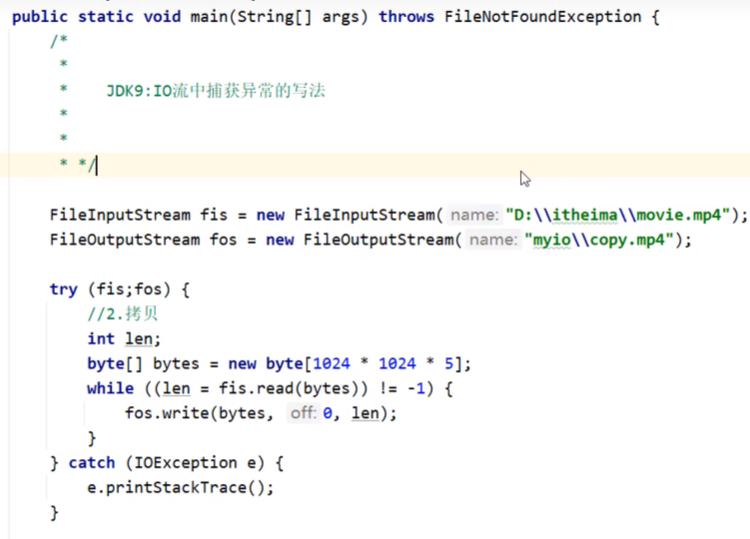 public static void main(String[] args) throws FileNotFoundException {
/*
*
* JDK9:IO流中捕获异常的写法
*
*
* */
FileInputStream fis = new FileInputStream( name: "D:\\itheima\\movie.mp4");
FileOutputStream fos = new FileOutputStream( name: "myio\\copy.mp4");
try (fis;fos) {
//2.拷贝
int len;
byte[] bytes = new byte[1024 * 1024 * 5];
while ((len = fis.read(bytes)) != -1) {
fos.write(bytes, off: 0, len);
}
} catch (IOException e) {
e.printStackTrace();
}